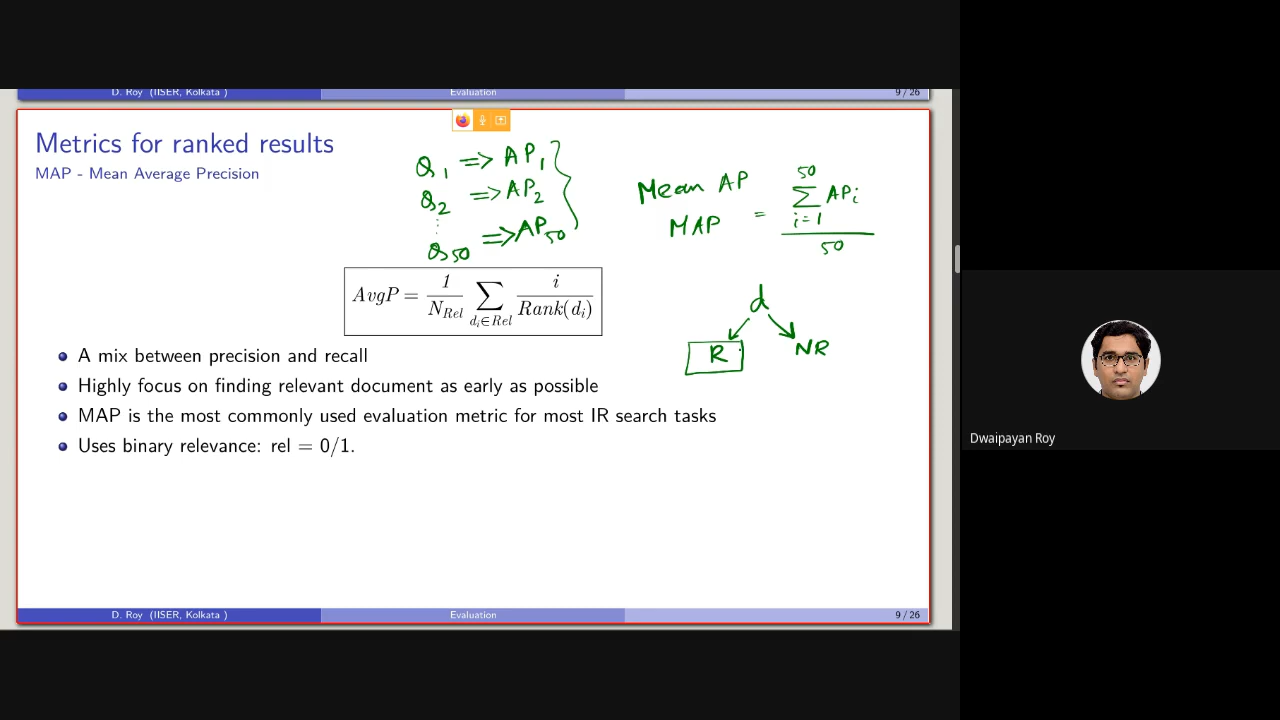 D. Roy (IISER, Kolkata )
Evaluation
9 / 26
Metrics for ranked results
MAP - Mean Average Precision
Q1 => AP1
Q2 => AP2
⋮
Q50 => AP50
Mean AP
MAP = ∑_{i=1}^{50} APi / 50
AvgP = 1/N_Rel ∑_{di∈Rel} i/Rank(di)
d
R NR
A mix between precision and recall
Highly focus on finding relevant document as early as possible
MAP is the most commonly used evaluation metric for most IR search tasks
Uses binary relevance: rel = 0/1.
D. Roy (IISER, Kolkata )
Evaluation
9 / 26
Dwaipayan Roy